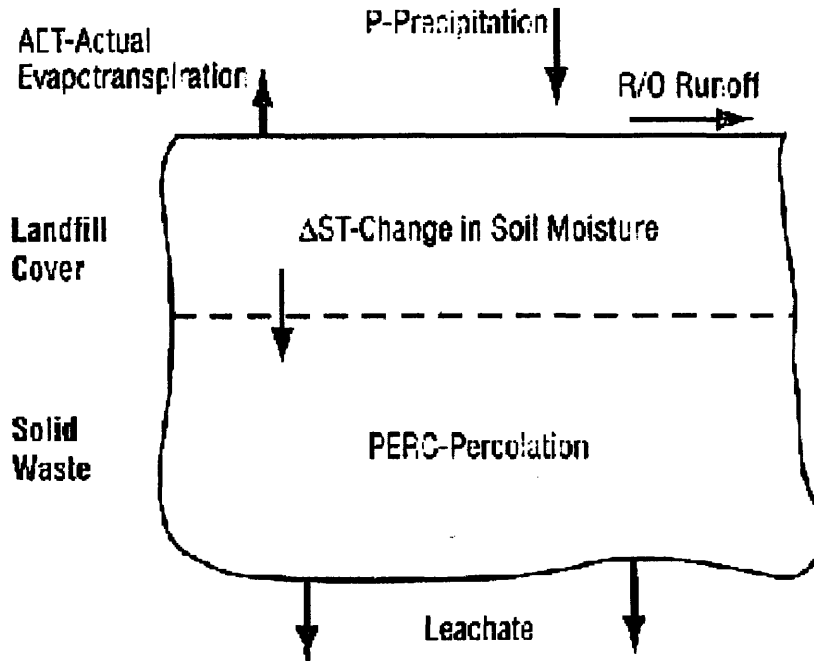 P-Precipitation
AET-Actual
Evapotranspiration
R/O Runoff
Landfill
Cover
ΔST-Change in Soil Moisture
Solid
Waste
PERC-Percolation
Leachate